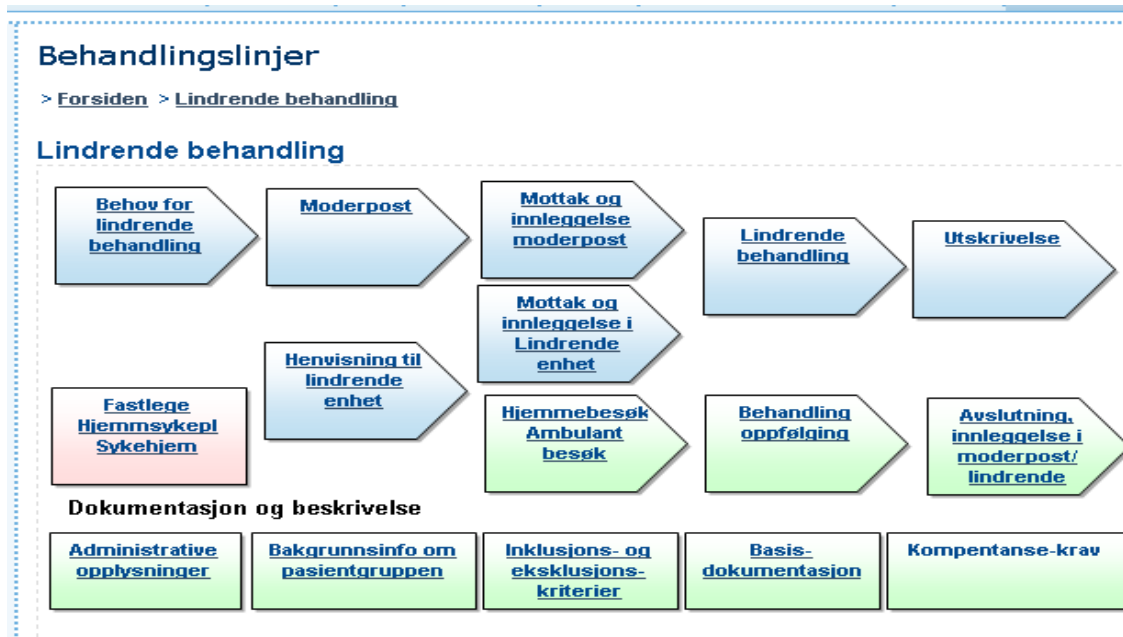 Behandlingslinjer
> Forsiden > Lindrende behandling
Lindrende behandling
Behov for
lindrende
behandling
Moderpost
Mottak og
innleggelse
moderpost
Lindrende
behandling
Utskrivelse
Mottak og
innleggelse i
Lindrende
enhet
Henvisning til
lindrende
enhet
Fastlege
Hjemmsykepl
Sykehjem
Hjemmebesøk
Ambulant
besøk
Behandling
oppfølging
Avslutning,
innleggelse i
moderpost/
lindrende
Dokumentasjon og beskrivelse
Administrative
opplysninger
Bakgrunnsinfo om
pasientgruppen
Inklusjons- og
eksklusjons-
kriterier
Basis-
dokumentasjon
Kompentanse-krav